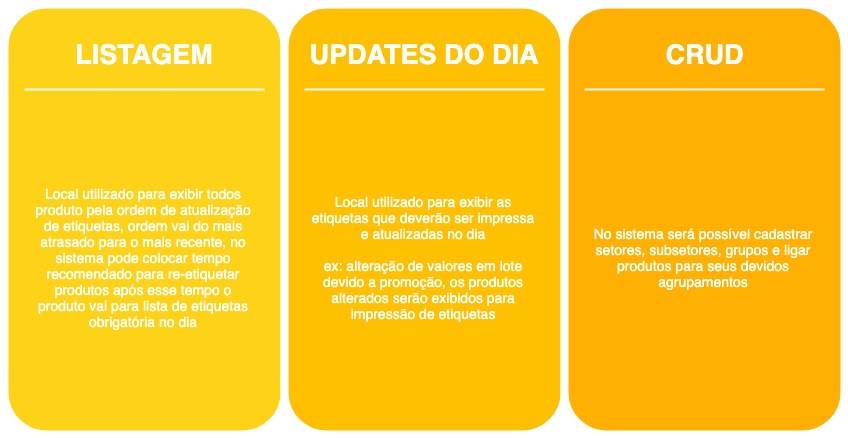 LISTAGEM
Local utilizado para exibir todos
produto pela ordem de atualização
de etiquetas, ordem vai do mais
atrasado para o mais recente, no
sistema pode colocar tempo
recomendado para re-etiquetar
produtos após esse tempo o
produto vai para lista de etiquetas
obrigatória no dia
UPDATES DO DIA
Local utilizado para exibir as
etiquetas que deverão ser impressa
e atualizadas no dia
ex: alteração de valores em lote
devido a promoção, os produtos
alterados serão exibidos para
impressão de etiquetas
CRUD
No sistema será possível cadastrar
setores, subsetores, grupos e ligar
produtos para seus devidos
agrupamentos